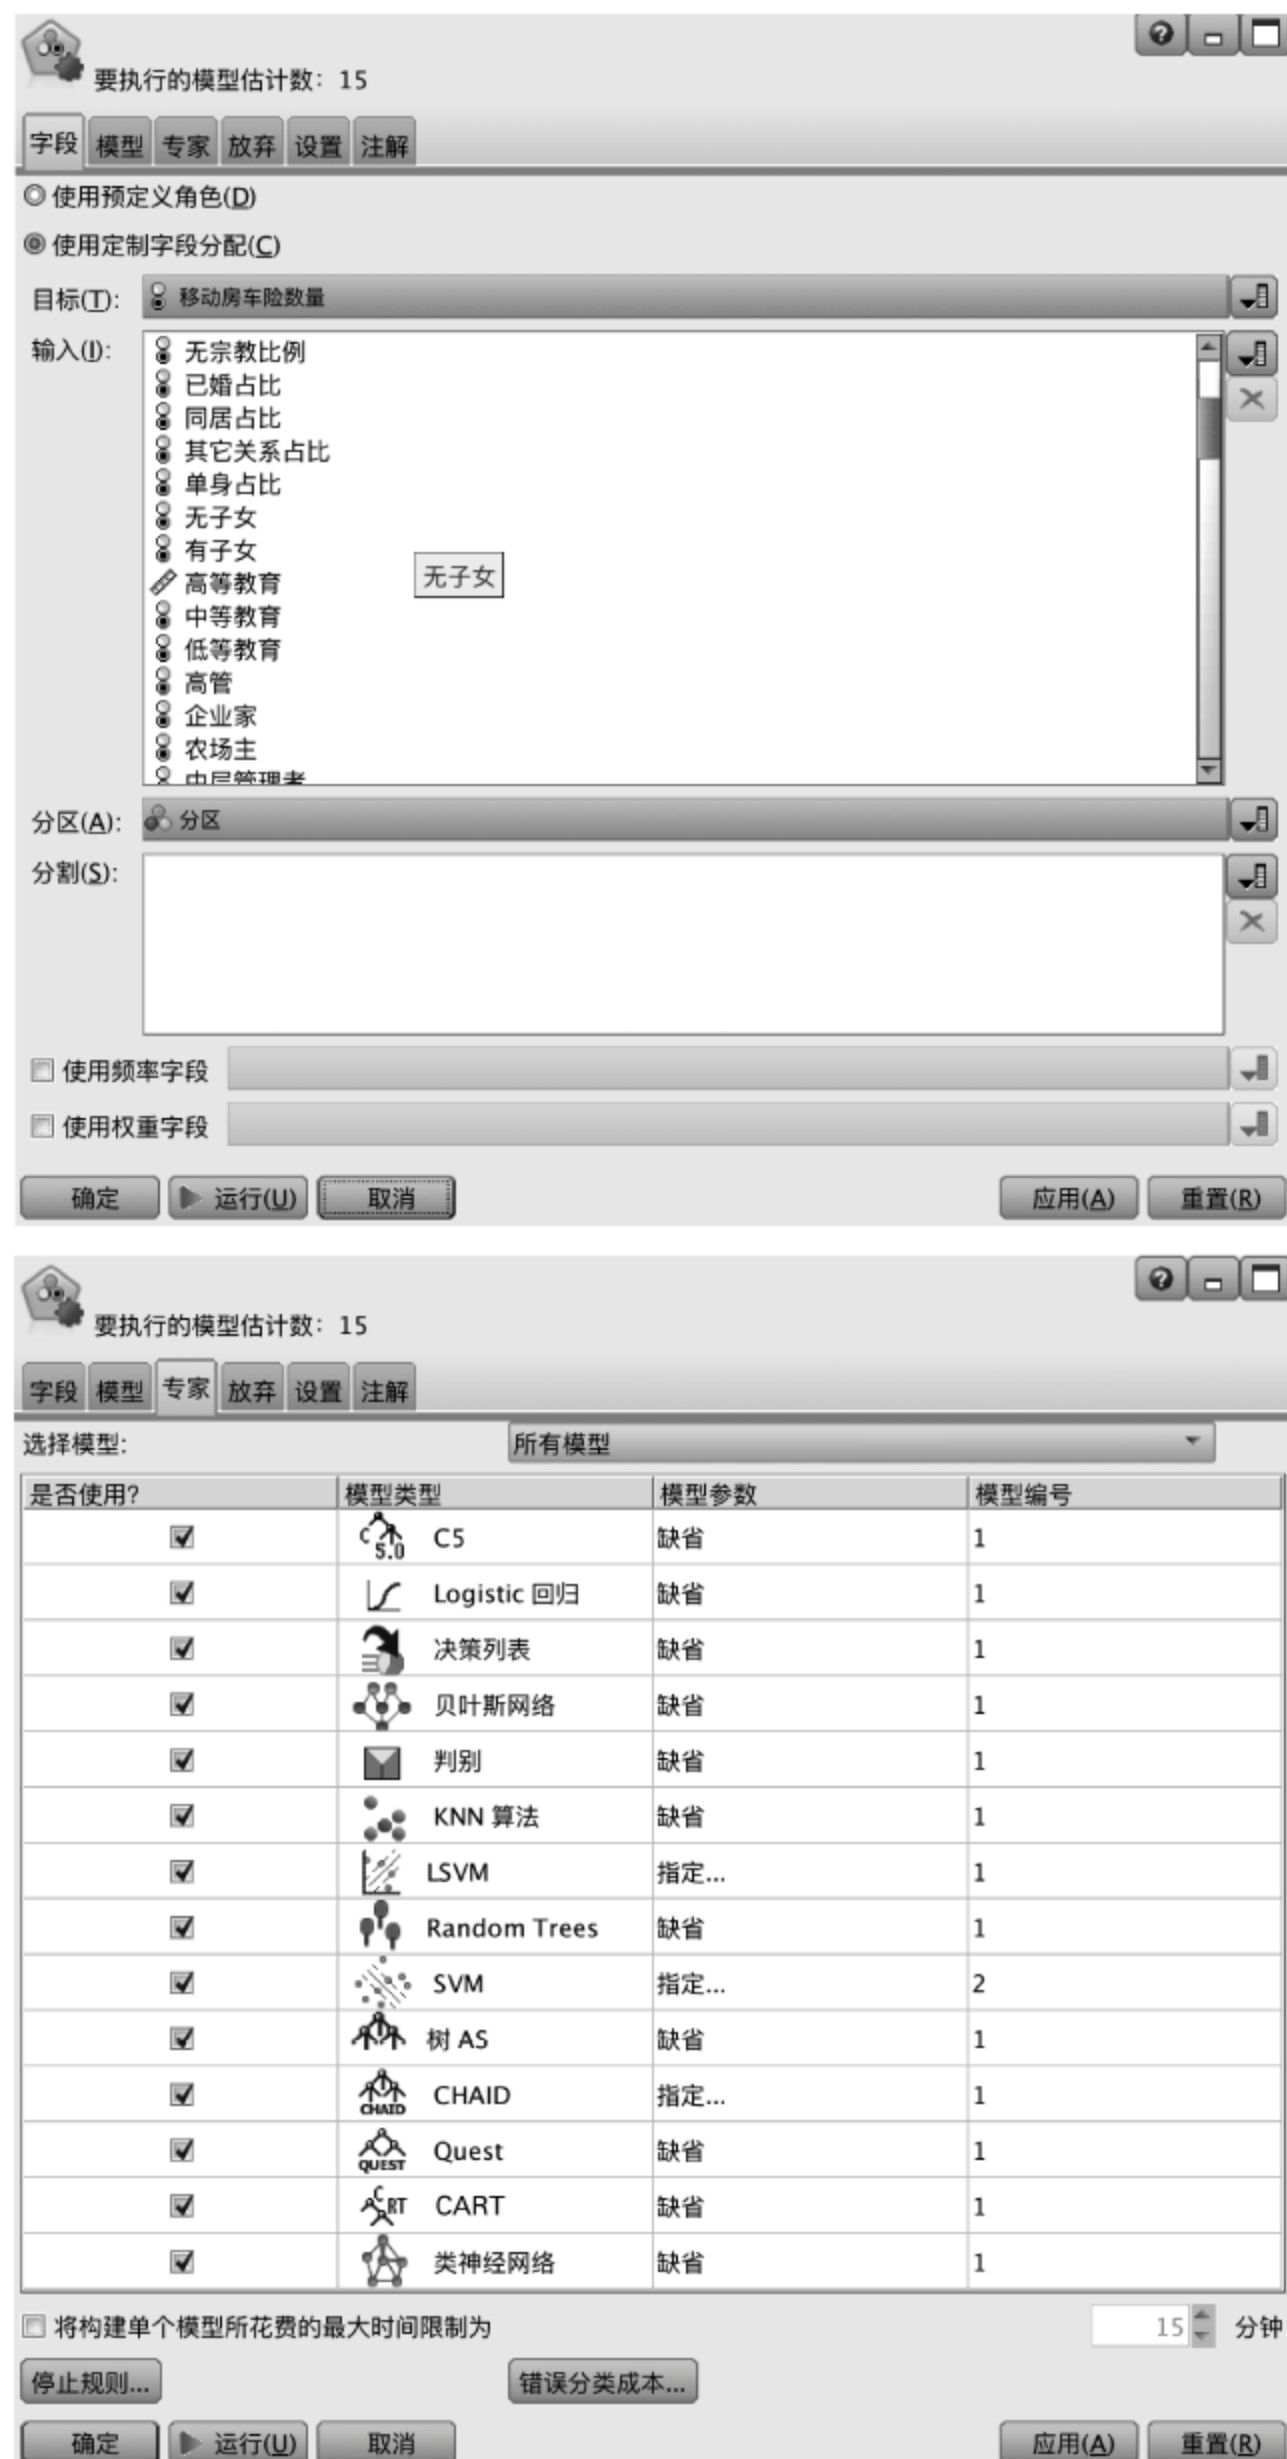 要执行的模型估计数：15
字段 模型 专家 放弃 设置 注解
使用预定义角色(D)
使用定制字段分配(C)
目标(T): 移动房车险数量
输入(I): 无宗教比例
已婚占比
同居占比
其它关系占比
单身占比
无子女
有子女
高等教育 无子女
中等教育
低等教育
高管
企业家
农场主
中层管理者
分区(A): 分区
分割(S):
使用频率字段
使用权重字段
确定 运行(U) 取消 应用(A) 重置(R)
要执行的模型估计数：15
字段 模型 专家 放弃 设置 注解
选择模型: 所有模型
是否使用? 模型类型 模型参数 模型编号
C 5.0 C5 缺省 1
Logistic 回归 缺省 1
决策列表 缺省 1
贝叶斯网络 缺省 1
判别 缺省 1
KNN 算法 缺省 1
LSVM 指定... 1
Random Trees 缺省 1
SVM 指定... 2
树 AS 缺省 1
CHAID CHAID 指定... 1
QUEST Quest 缺省 1
C RT CART 缺省 1
类神经网络 缺省 1
将构建单个模型所花费的最大时间限制为 15 分钟
停止规则... 错误分类成本...
确定 运行(U) 取消 应用(A) 重置(R)